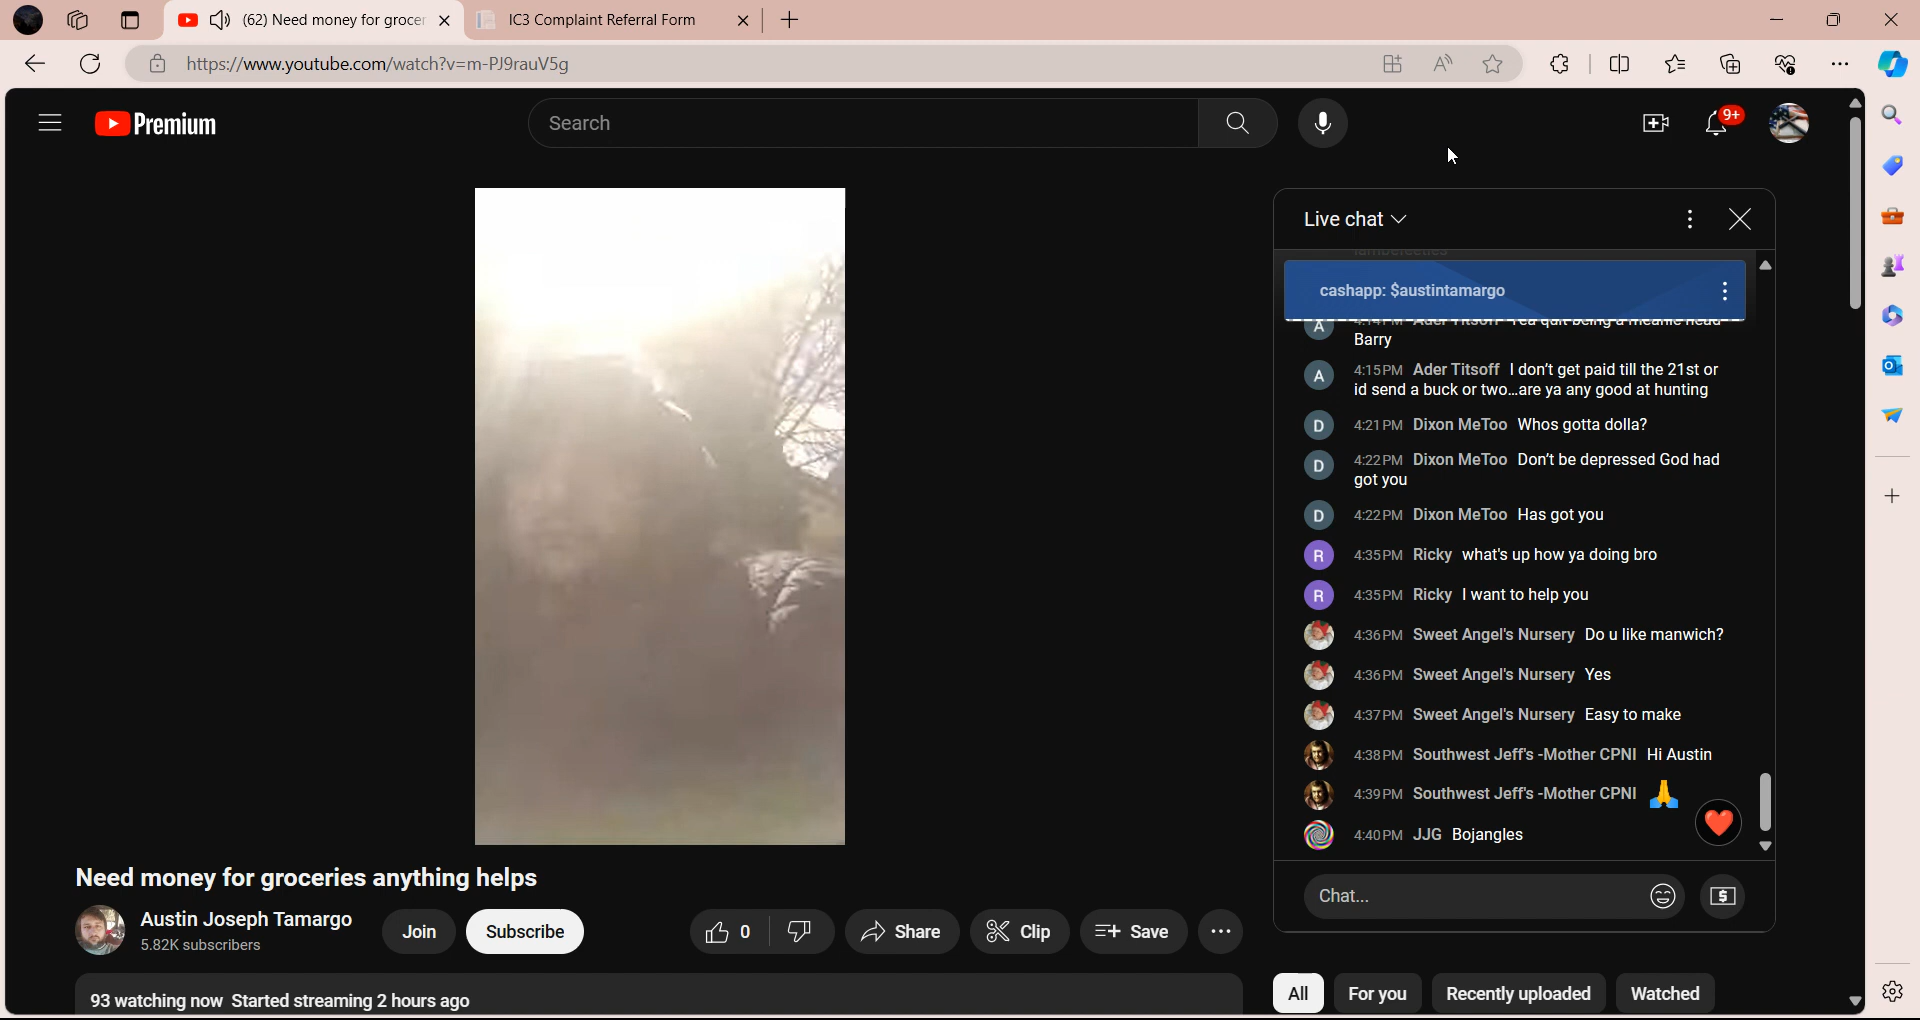 (62) Need money for grocer
IC3 Complaint Referral Form
https://www.youtube.com/watch?v=m-PJ9rauV5g
Premium
Search
9+
Live chat
cashapp: $austintamargo
Barry
4:15PM Ader Titsoff I don't get paid till the 21st or
id send a buck or two...are ya any good at hunting
4:21PM Dixon MeToo Whos gotta dolla?
4:22PM Dixon MeToo Don't be depressed God had
got you
4:22PM Dixon MeToo Has got you
4:35PM Ricky what's up how ya doing bro
4:35PM Ricky I want to help you
4:36PM Sweet Angel's Nursery Do u like manwich?
4:36PM Sweet Angel's Nursery Yes
4:37PM Sweet Angel's Nursery Easy to make
4:38PM Southwest Jeff's -Mother CPNI Hi Austin
4:39PM Southwest Jeff's -Mother CPNI 🙏
4:40PM JJG Bojangles
Chat...
Need money for groceries anything helps
Austin Joseph Tamargo
5.82K subscribers
Join
Subscribe
0
Share
Clip
Save
93 watching now Started streaming 2 hours ago
All
For you
Recently uploaded
Watched